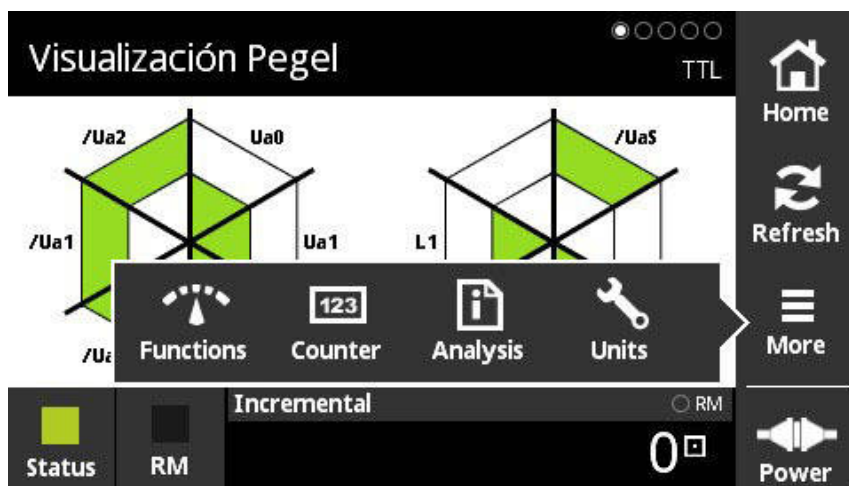 Visualización Pegel
TTL
Home
/Ua2
Ua0
/UaS
/Ua1
Ua1
L1
Refresh
123
Functions
Counter
Analysis
Units
More
Incremental
RM
Status
RM
0
Power